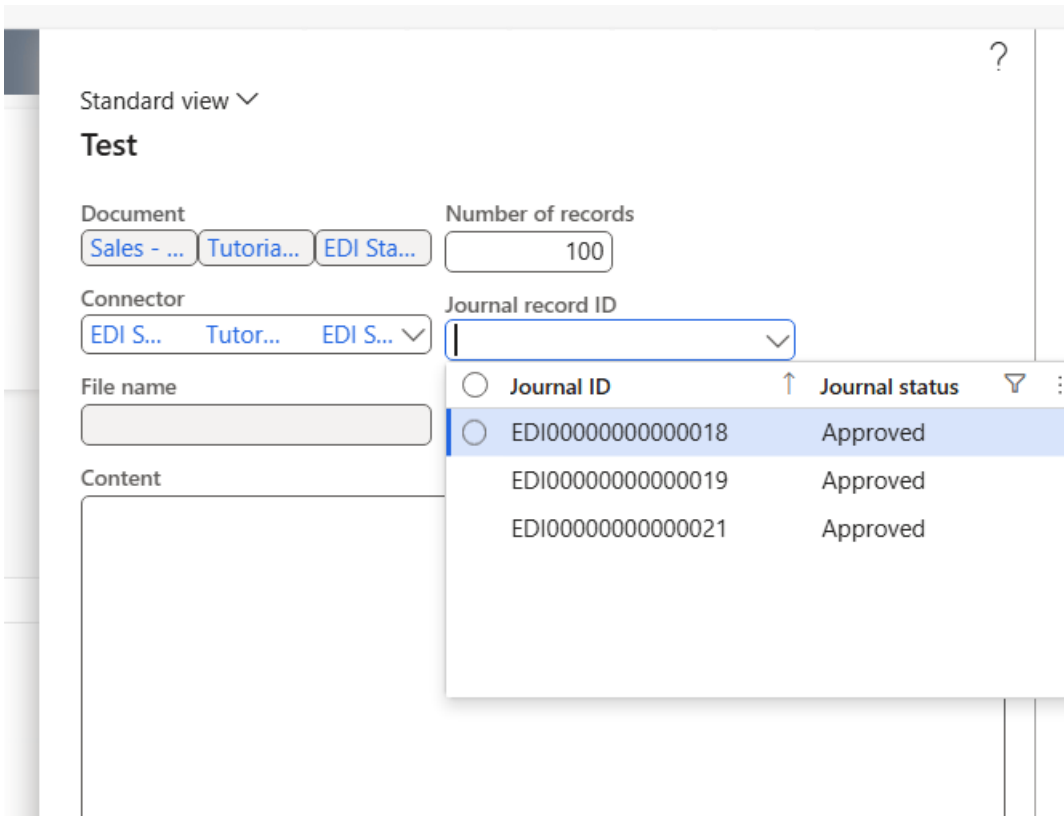 Standard view
Test
Document
Number of records
Sales - ... Tutoria... EDI Sta...
100
Connector
Journal record ID
EDI S... Tutor... EDI S...
File name
Journal ID Journal status
EDI00000000000018 Approved
Content
EDI00000000000019 Approved
EDI00000000000021 Approved